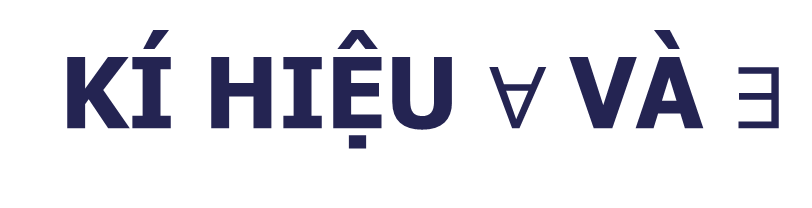 KÍ HIỆU ∀ VÀ ∃